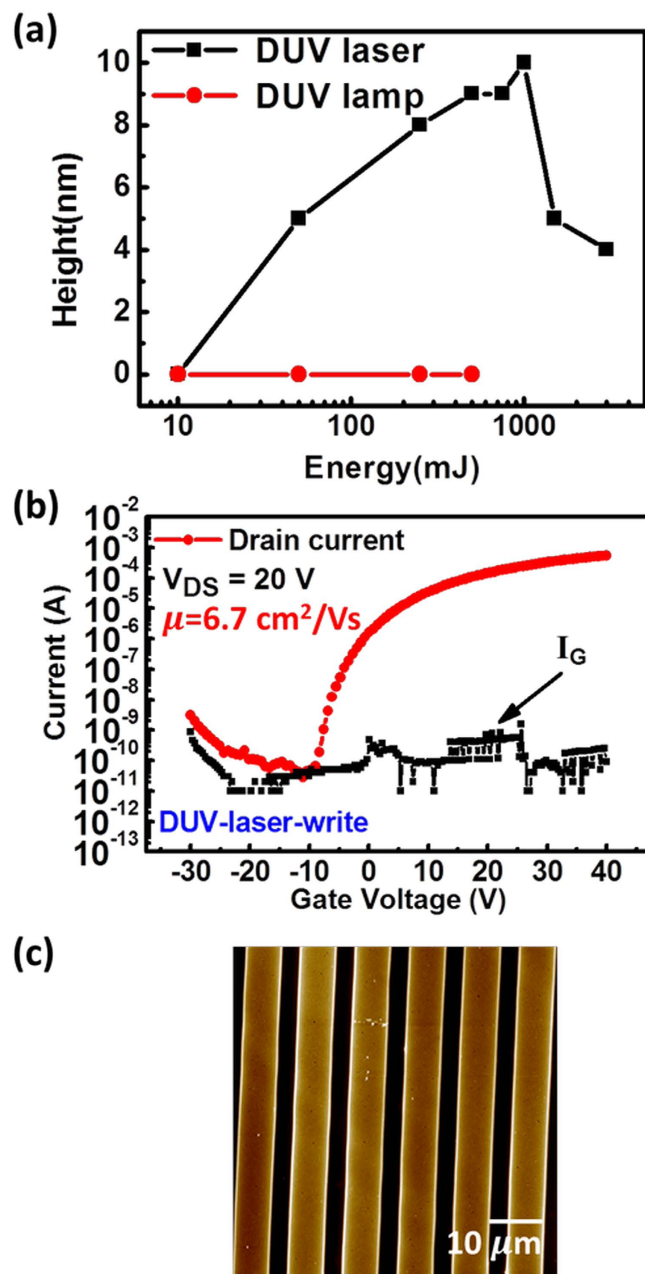 (a)
DUV laser
DUV lamp
10
8
6
4
2
0
Height(nm)
10 100 1000
Energy(mJ)
(b)
10⁻²
10⁻³
10⁻⁴
10⁻⁵
10⁻⁶
10⁻⁷
10⁻⁸
10⁻⁹
10⁻¹⁰
10⁻¹¹
10⁻¹²
10⁻¹³
Current (A)
Drain current
V_DS = 20 V
μ=6.7 cm²/Vs
I_G
DUV-laser-write
-30 -20 -10 0 10 20 30 40
Gate Voltage (V)
(c)
10 μm